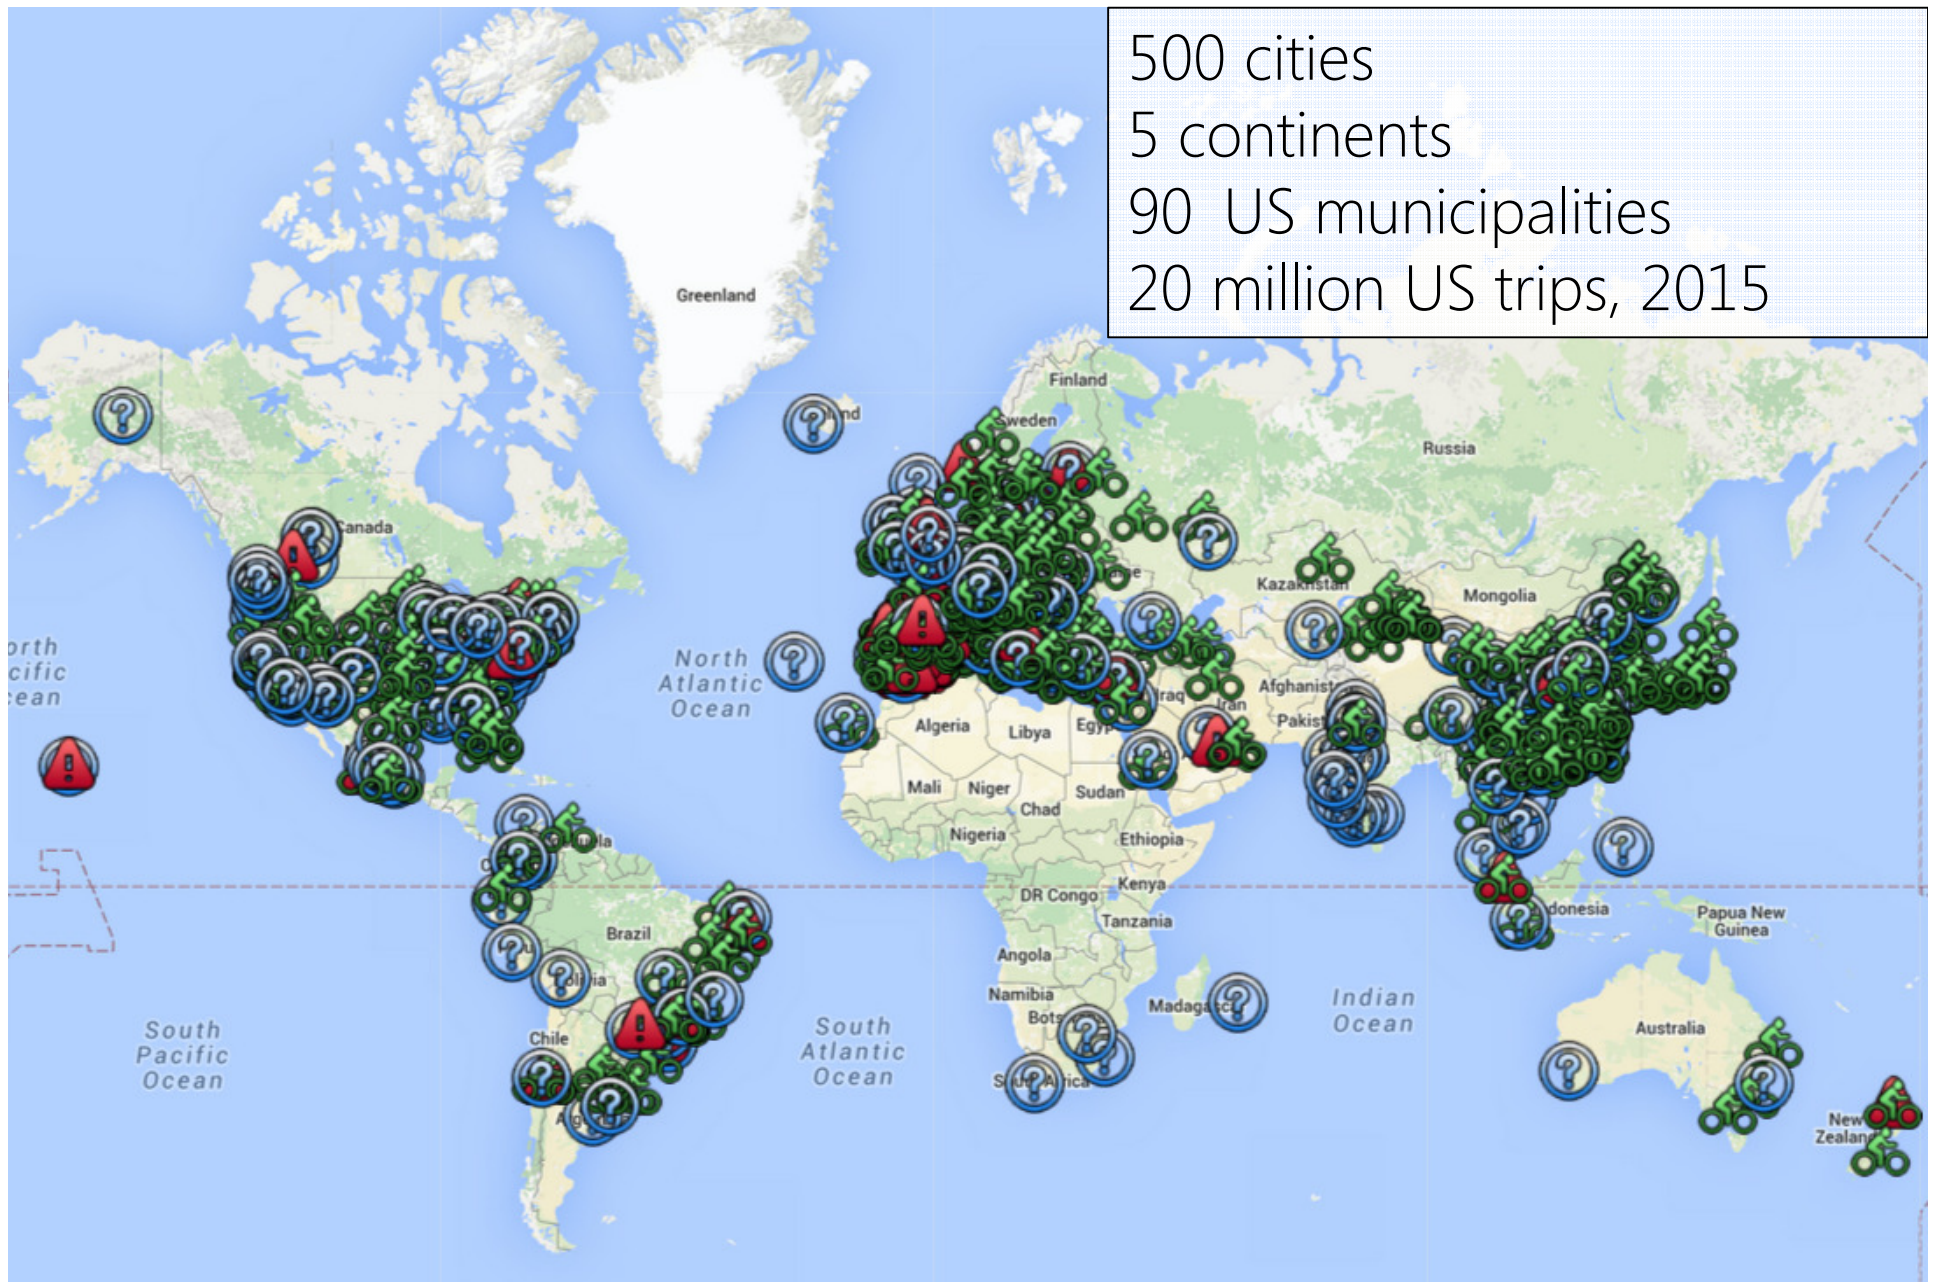 500 cities
5 continents
90 US municipalities
20 million US trips, 2015
Greenland
Finland
Sweden
Russia
Canada
Kazakhstan
Mongolia
North
Atlantic
Ocean
Iraq
Iran
Algeria
Libya
Mali
Niger
Chad
Sudan
Nigeria
Ethiopia
DR Congo
Kenya
Tanzania
Angola
Namibia
Brazil
Chile
South
Pacific
Ocean
South
Atlantic
Ocean
Indian
Ocean
Papua New
Guinea
Australia
New
Zealand